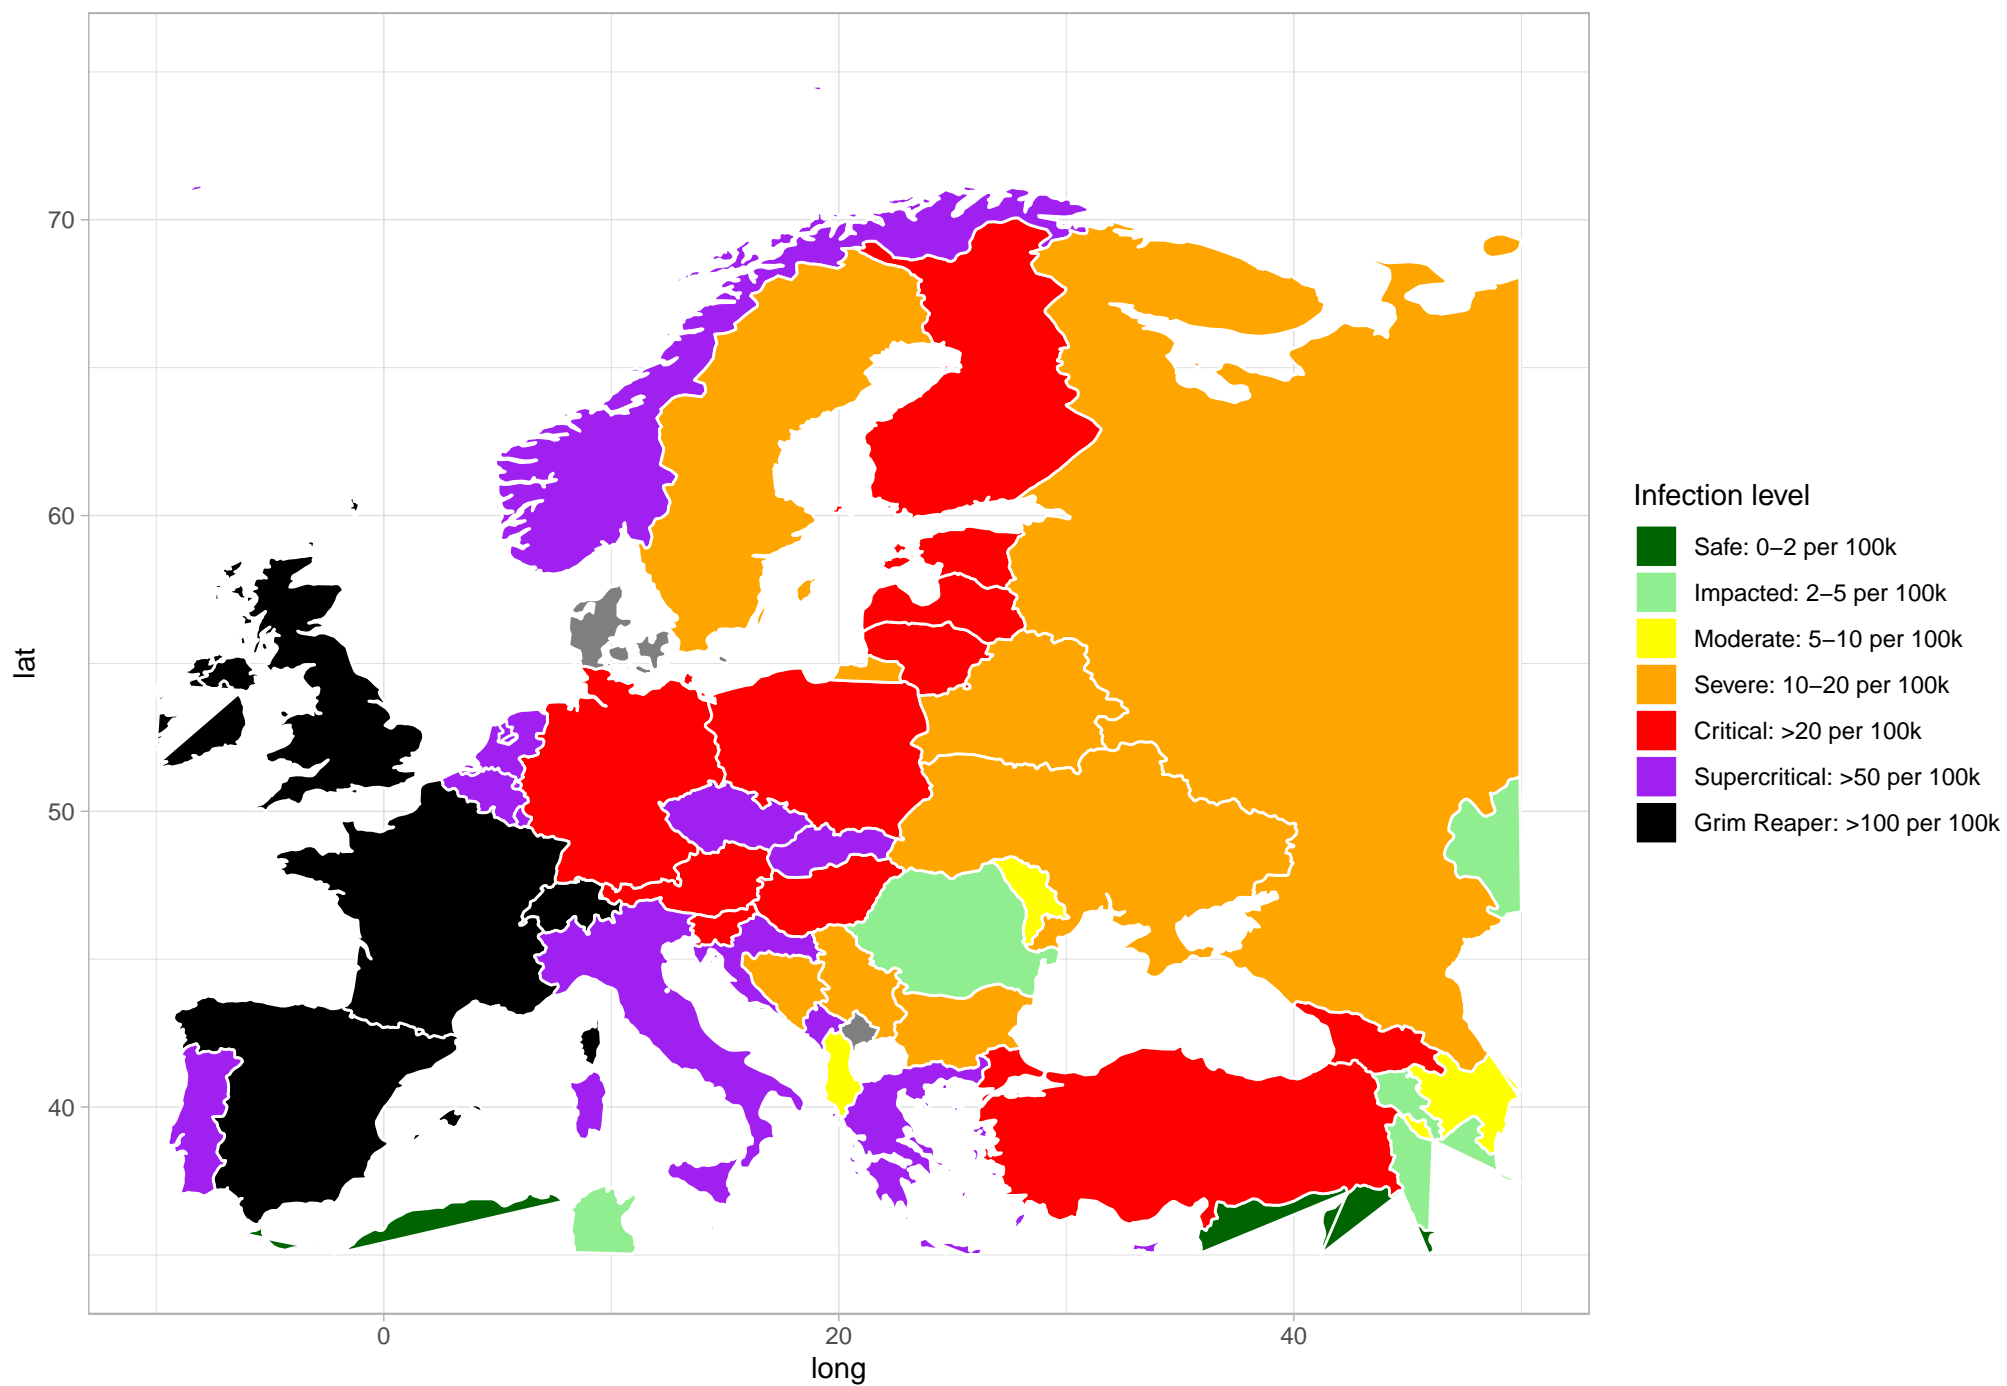 70
60
50
40
lat
0
20
40
long
Infection level
Safe: 0–2 per 100k
Impacted: 2–5 per 100k
Moderate: 5–10 per 100k
Severe: 10–20 per 100k
Critical: >20 per 100k
Supercritical: >50 per 100k
Grim Reaper: >100 per 100k